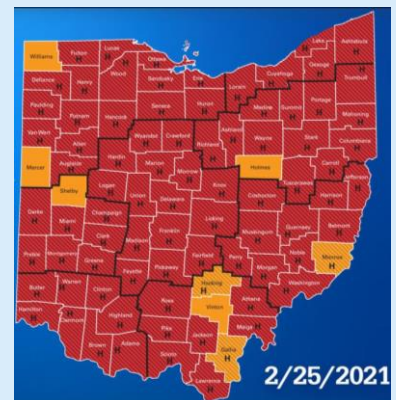 Williams
Fulton
Lucas
Ottawa
Lake
Ashtabula
Geauga
Cuyahoga
Trumbull
Defiance
Henry
Wood
Sandusky
Erie
Lorain
Huron
Medina
Summit
Portage
Mahoning
Paulding
Putnam
Hancock
Seneca
Van Wert
Allen
Wyandot
Crawford
Richland
Ashland
Wayne
Stark
Columbiana
Mercer
Auglaize
Hardin
Marion
Morrow
Holmes
Carroll
Jefferson
Tuscarawas
Harrison
Shelby
Logan
Union
Delaware
Knox
Coshocton
Darke
Miami
Champaign
Licking
Muskingum
Guernsey
Belmont
Clark
Madison
Franklin
Noble
Monroe
Preble
Montgomery
Greene
Fayette
Pickaway
Fairfield
Perry
Morgan
Washington
Butler
Warren
Clinton
Ross
Hocking
H
Athens
Vinton
Hamilton
Clermont
Highland
Pike
Jackson
Meigs
Brown
Adams
Scioto
Gallia
H
Lawrence
2/25/2021